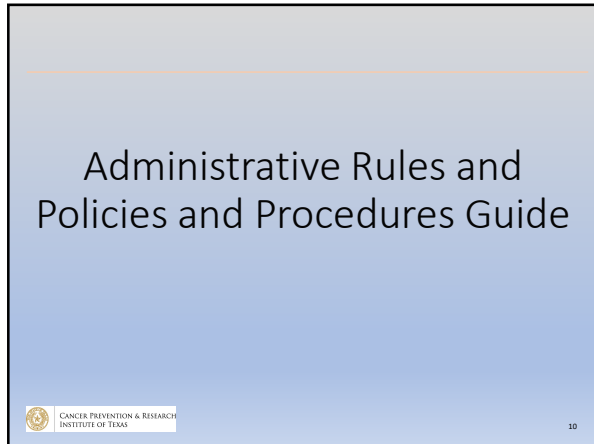 Administrative Rules and
Policies and Procedures Guide
CANCER PREVENTION & RESEARCH
INSTITUTE OF TEXAS
10